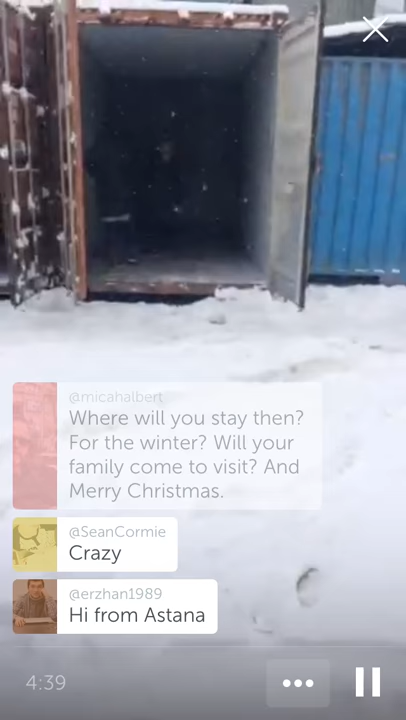 @micahalbert
Where will you stay then?
For the winter? Will your
family come to visit? And
Merry Christmas.
@SeanCormie
Crazy
@erzhan1989
Hi from Astana
4:39